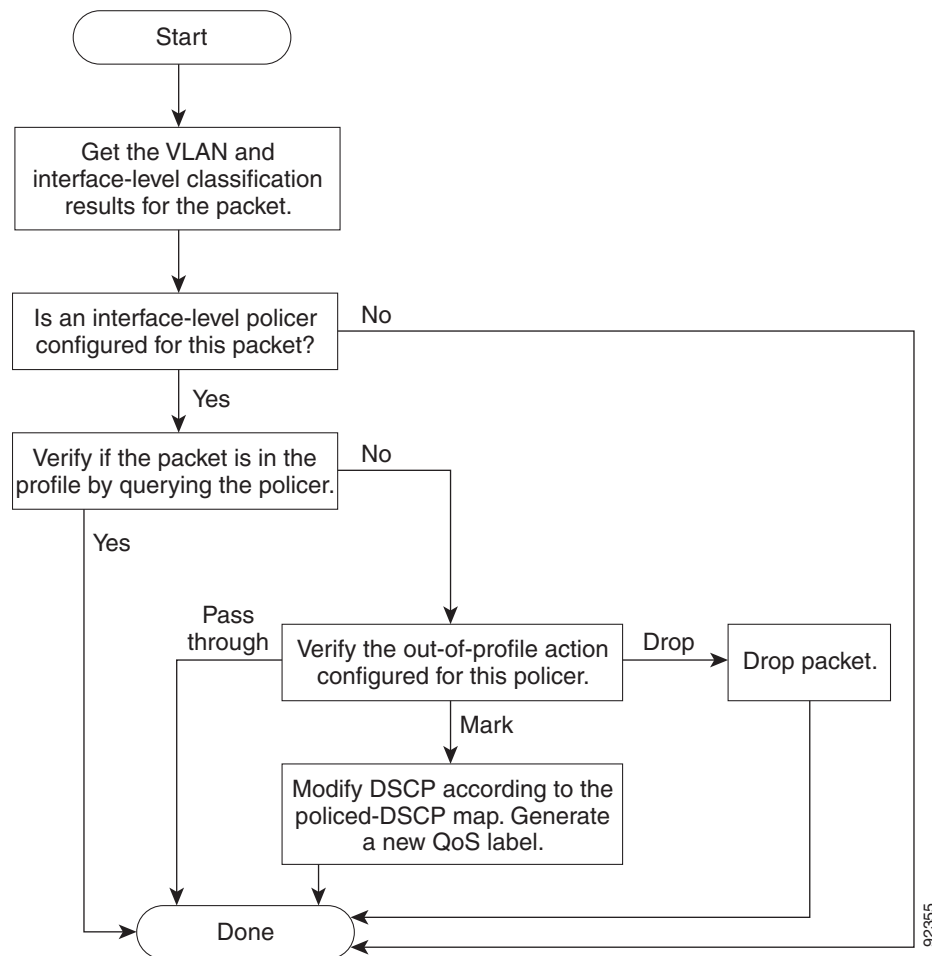 Start
Get the VLAN and
interface-level classification
results for the packet.
Is an interface-level policer
configured for this packet?
No
Yes
Verify if the packet is in the
profile by querying the policer.
No
Yes
Pass
through
Verify the out-of-profile action
configured for this policer.
Drop
Drop packet.
Mark
Modify DSCP according to the
policed-DSCP map. Generate
a new QoS label.
Done
92355